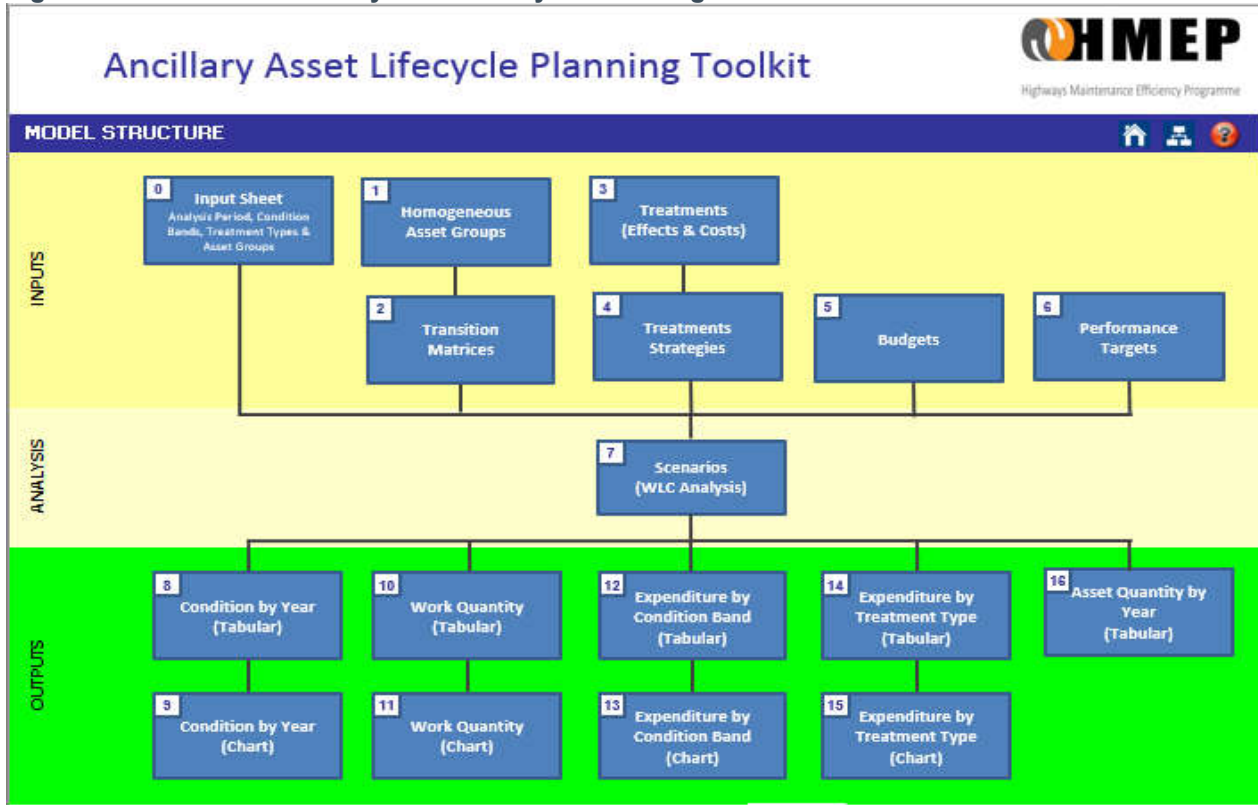 Ancillary Asset Lifecycle Planning Toolkit
HMEP
Highways Maintenance Efficiency Programme
MODEL STRUCTURE
INPUTS
0
Input Sheet
Analysis Period, Condition
Bands, Treatment Types &
Asset Groups
1
Homogeneous
Asset Groups
3
Treatments
(Effects & Costs)
2
Transition
Matrices
4
Treatments
Strategies
5
Budgets
6
Performance
Targets
ANALYSIS
7
Scenarios
(WLC Analysis)
OUTPUTS
8
Condition by Year
(Tabular)
10
Work Quantity
(Tabular)
12
Expenditure by
Condition Band
(Tabular)
14
Expenditure by
Treatment Type
(Tabular)
16
Asset Quantity by
Year
(Tabular)
9
Condition by Year
(Chart)
11
Work Quantity
(Chart)
13
Expenditure by
Condition Band
(Chart)
15
Expenditure by
Treatment Type
(Chart)